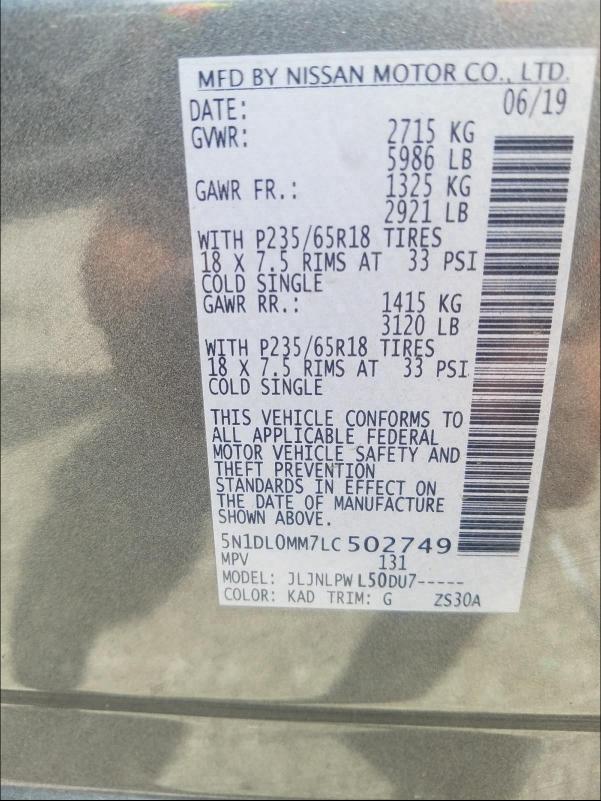 MFD BY NISSAN MOTOR CO., LTD.
DATE: 06/19
GVWR: 2715 KG
5986 LB
GAWR FR.: 1325 KG
2921 LB
WITH P235/65R18 TIRES
18 X 7.5 RIMS AT 33 PSI
COLD SINGLE
GAWR RR.: 1415 KG
3120 LB
WITH P235/65R18 TIRES
18 X 7.5 RIMS AT 33 PSI
COLD SINGLE
THIS VEHICLE CONFORMS TO
ALL APPLICABLE FEDERAL
MOTOR VEHICLE SAFETY AND
THEFT PREVENTION
STANDARDS IN EFFECT ON
THE DATE OF MANUFACTURE
SHOWN ABOVE.
5N1DL0MM7LC502749
MPV 131
MODEL: JLJNLPW L50DU7-----
COLOR: KAD TRIM: G ZS30A